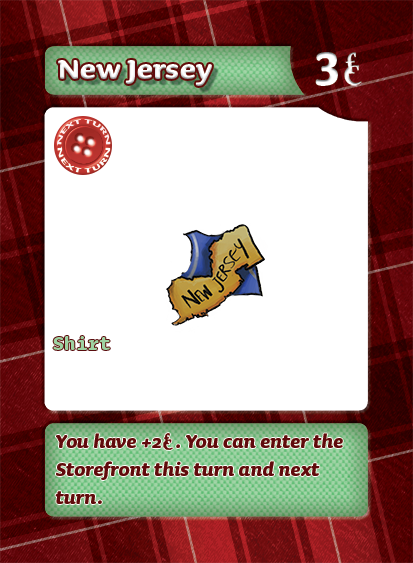 New Jersey
3
NEXT TURN
NEXT TURN
NEW JERSEY
Shirt
You have +2 . You can enter the
Storefront this turn and next
turn.